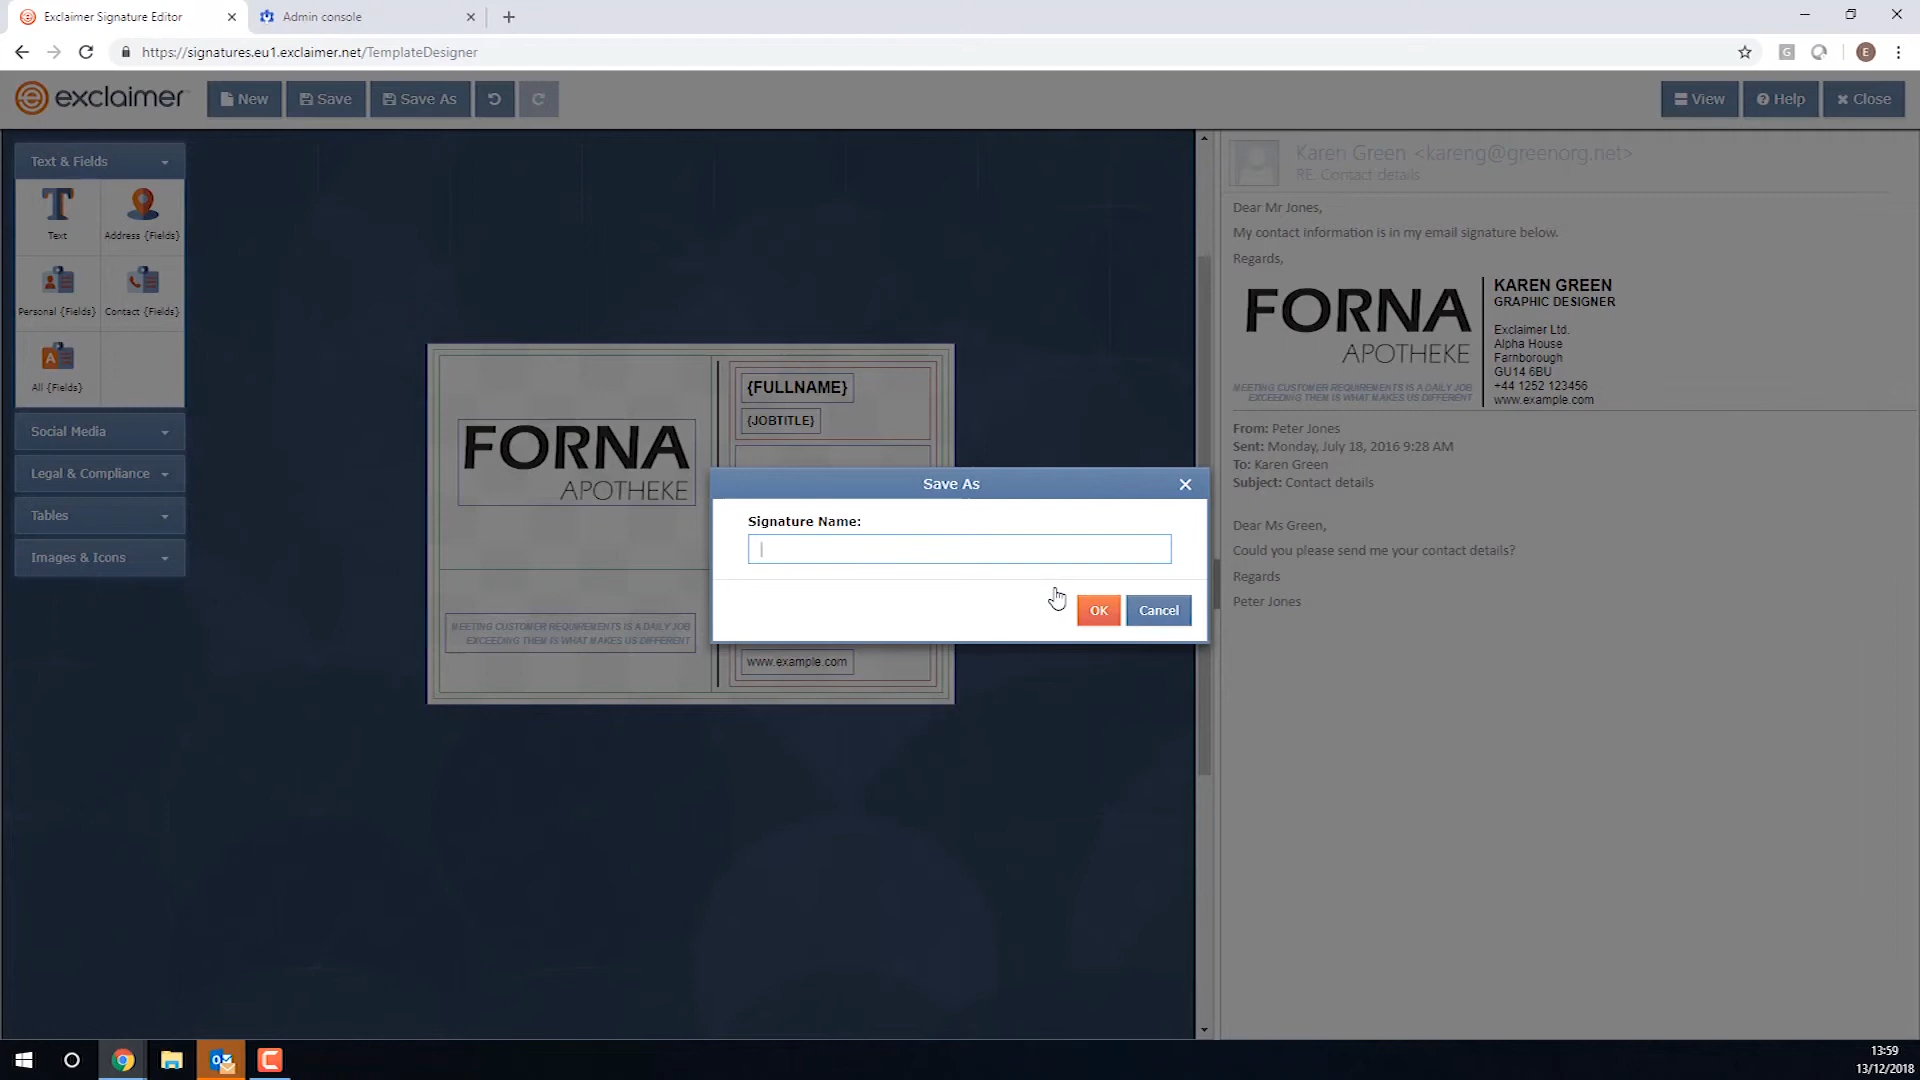 Exclaimer Signature Editor
Admin console
https://signatures.eu1.exclaimer.net/TemplateDesigner
G
E
exclaimer
New
Save
Save As
View
Help
Close
Text & Fields
Text
Address {Fields}
Personal {Fields}
Contact {Fields}
All {Fields}
Social Media
Legal & Compliance
Tables
Images & Icons
FORNA
APOTHEKE
MEETING CUSTOMER REQUIREMENTS IS A DAILY JOB
EXCEEDING THEM IS WHAT MAKES US DIFFERENT
{FULLNAME}
{JOBTITLE}
www.example.com
Save As
Signature Name:
OK
Cancel
Karen Green <kareng@greenorg.net>
RE. Contact details
Dear Mr Jones,
My contact information is in my email signature below.
Regards,
FORNA
APOTHEKE
MEETING CUSTOMER REQUIREMENTS IS A DAILY JOB
EXCEEDING THEM IS WHAT MAKES US DIFFERENT
KAREN GREEN
GRAPHIC DESIGNER
Exclaimer Ltd.
Alpha House
Farnborough
GU14 6BU
+44 1252 123456
www.example.com
From: Peter Jones
Sent: Monday, July 18, 2016 9:28 AM
To: Karen Green
Subject: Contact details
Dear Ms Green,
Could you please send me your contact details?
Regards
Peter Jones
13:59
13/12/2018